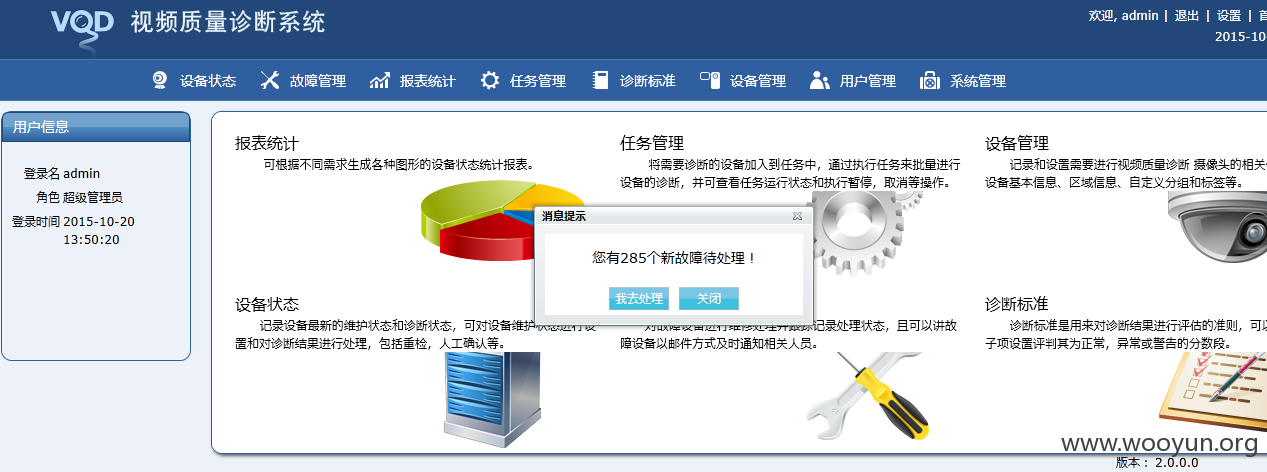 VQD 视频质量诊断系统
欢迎, admin | 退出 | 设置 | 首
2015-10
设备状态 故障管理 报表统计 任务管理 诊断标准 设备管理 用户管理 系统管理
用户信息
登录名 admin
角色 超级管理员
登录时间 2015-10-20
13:50:20
报表统计
可根据不同需求生成各种图形的设备状态统计报表。
任务管理
将需要诊断的设备加入到任务中，通过执行任务来批量进行
设备的诊断，并可查看任务运行状态和执行暂停，取消等操作。
设备管理
记录和设置需要进行视频质量诊断 摄像头的相关
设备基本信息、区域信息、自定义分组和标签等。
消息提示
您有285个新故障待处理！
我去处理 关闭
设备状态
记录设备最新的维护状态和诊断状态，可对设备维护状态进行设
置和对诊断结果进行处理，包括重检，人工确认等。
对故障设备进行维修处理并跟踪记录处理状态，且可以讲故
障设备以邮件方式及时通知相关人员。
诊断标准
诊断标准是用来对诊断结果进行评估的准则，可以
子项设置评判其为正常，异常或警告的分数段。
www.wooyun.org
版本： 2.0.0.0